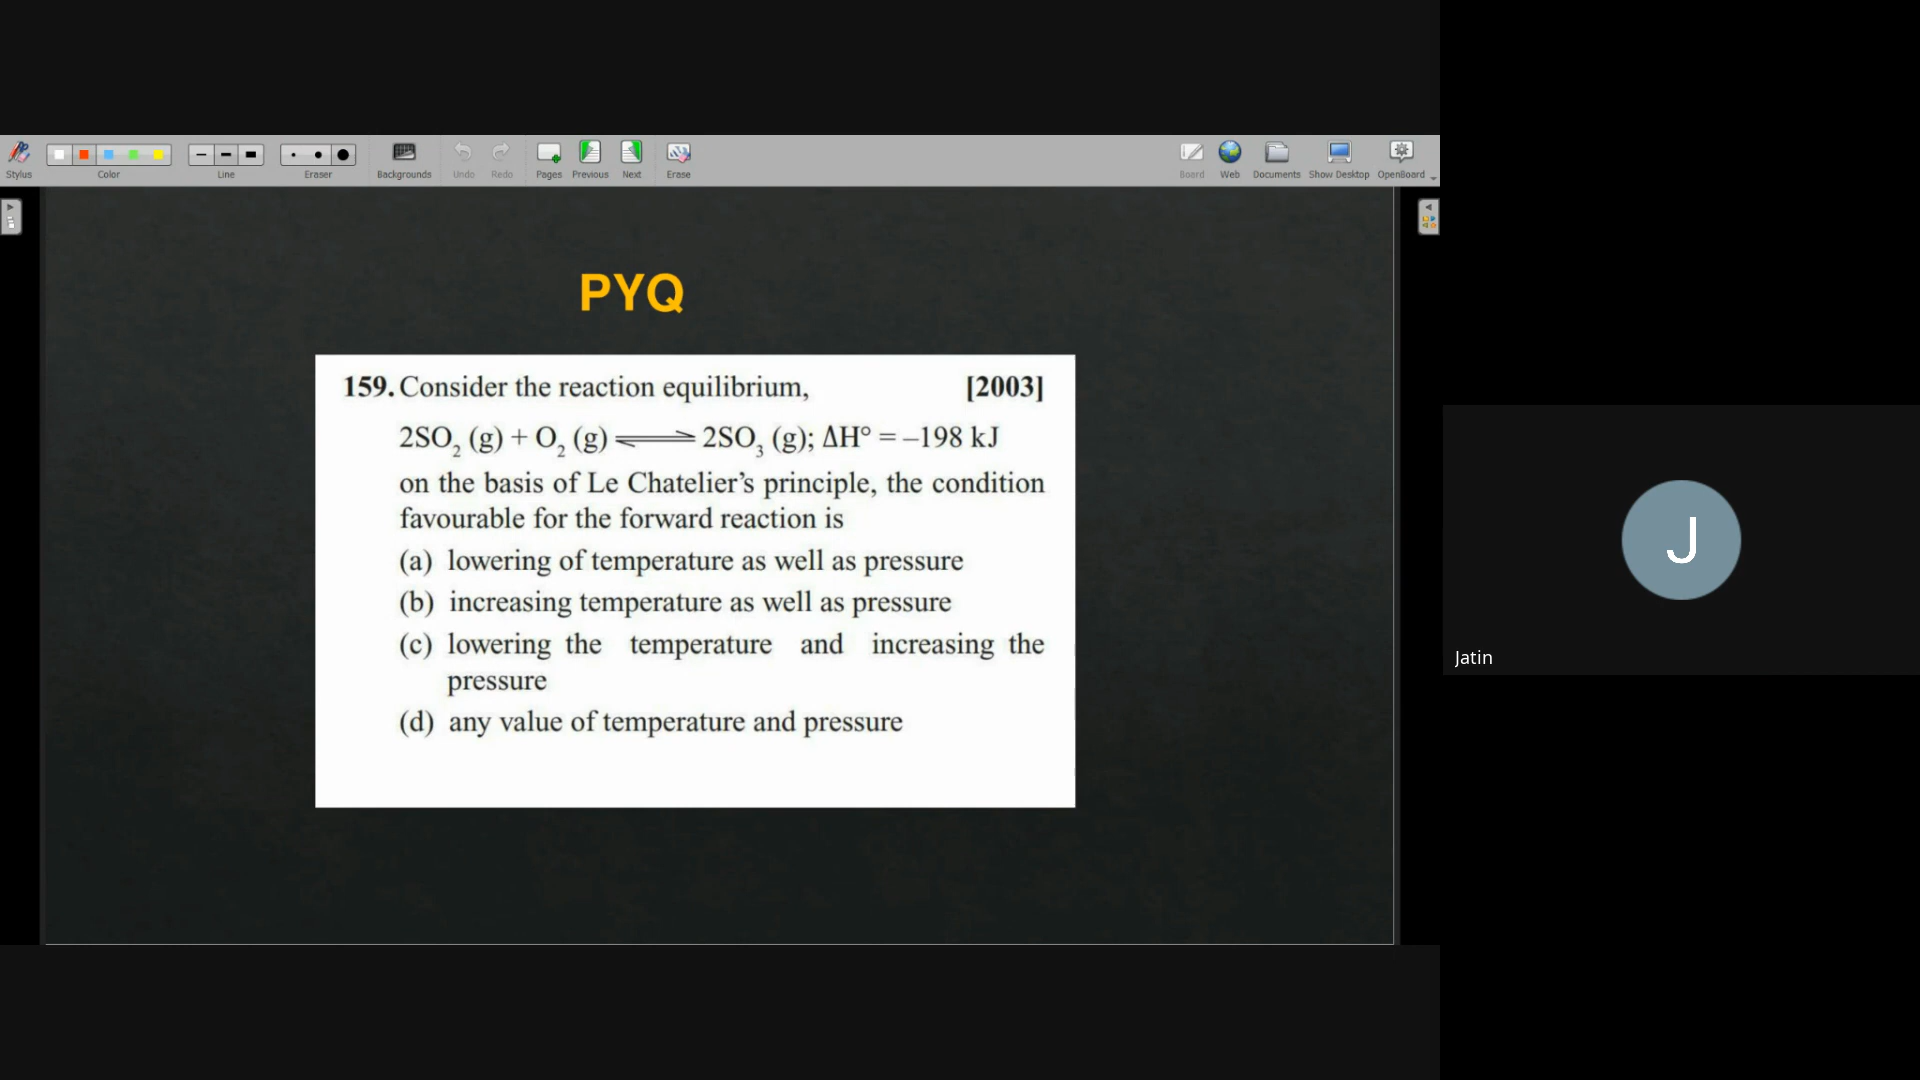 Stylus
Color
Line
Eraser
Backgrounds
Undo
Redo
Pages
Previous
Next
Erase
Board
Web
Documents
Show Desktop
OpenBoard
PYQ
159. Consider the reaction equilibrium, [2003]
2SO₂ (g) + O₂ (g) ⇌ 2SO₃ (g); ΔH° = –198 kJ
on the basis of Le Chatelier’s principle, the condition
favourable for the forward reaction is
(a) lowering of temperature as well as pressure
(b) increasing temperature as well as pressure
(c) lowering the temperature and increasing the
pressure
(d) any value of temperature and pressure
J
Jatin